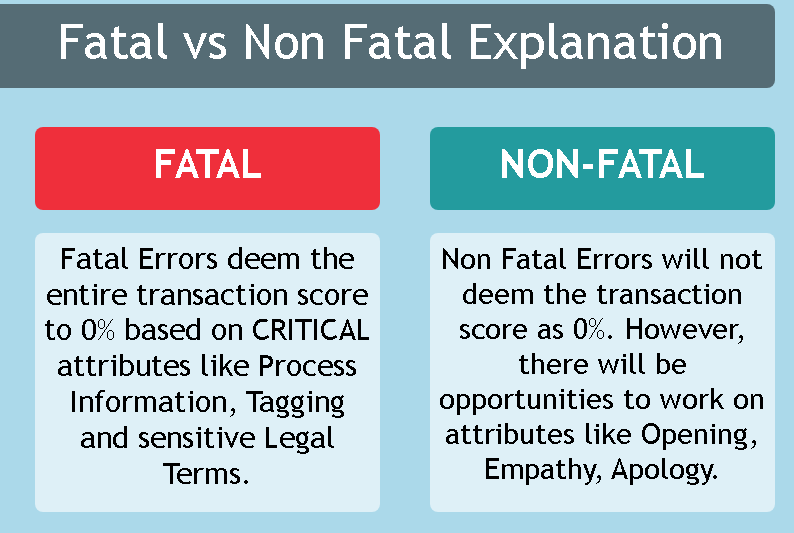 Fatal vs Non Fatal Explanation
FATAL
Fatal Errors deem the
entire transaction score
to 0% based on CRITICAL
attributes like Process
Information, Tagging
and sensitive Legal
Terms.
NON-FATAL
Non Fatal Errors will not
deem the transaction
score as 0%. However,
there will be
opportunities to work on
attributes like Opening,
Empathy, Apology.